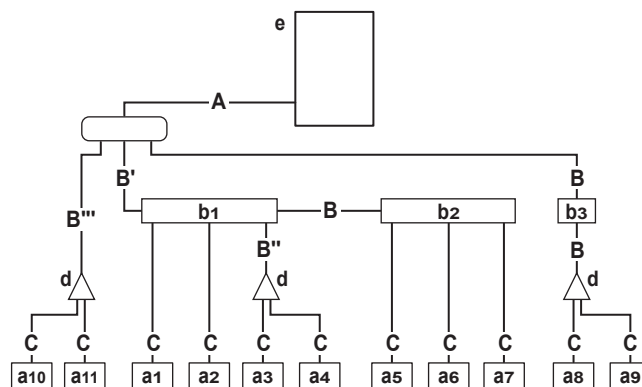 e
A
B' B
B''' b1 B b2 b3
B'' B
d d d
C C C C C C C C C C C
a10 a11 a1 a2 a3 a4 a5 a6 a7 a8 a9